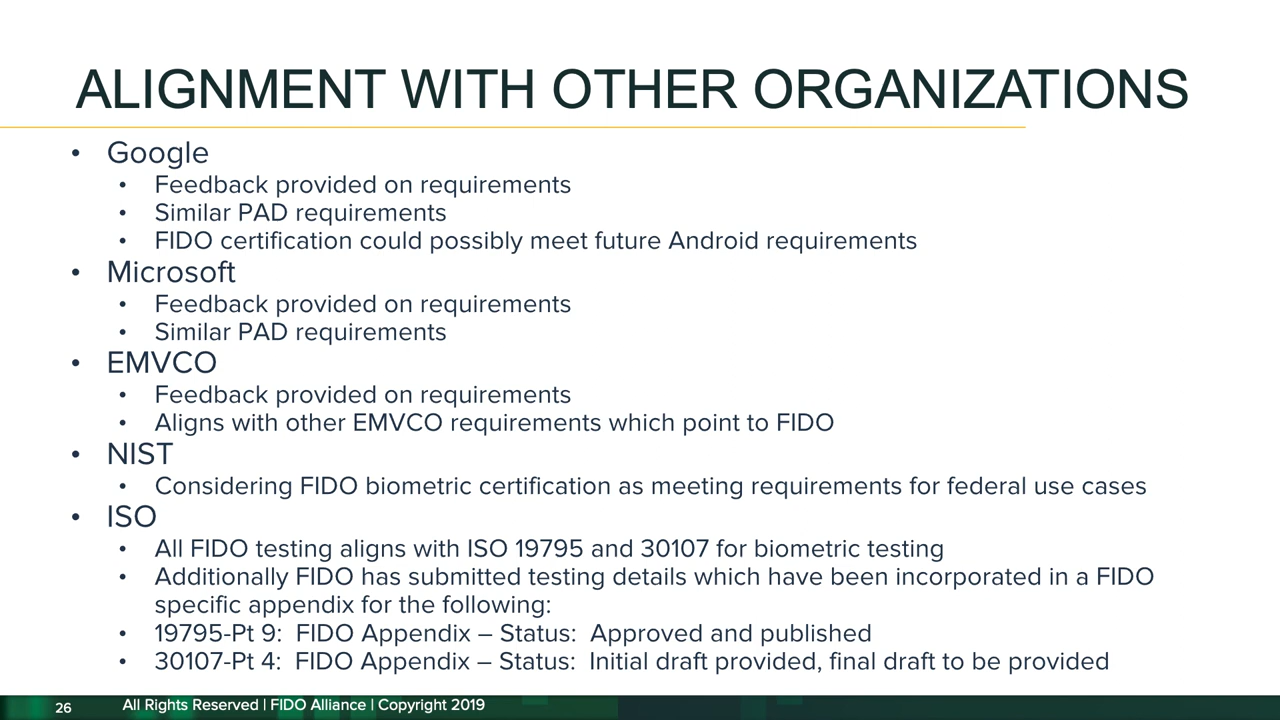 ALIGNMENT WITH OTHER ORGANIZATIONS
• Google
• Feedback provided on requirements
• Similar PAD requirements
• FIDO certification could possibly meet future Android requirements
• Microsoft
• Feedback provided on requirements
• Similar PAD requirements
• EMVCO
• Feedback provided on requirements
• Aligns with other EMVCO requirements which point to FIDO
• NIST
• Considering FIDO biometric certification as meeting requirements for federal use cases
• ISO
• All FIDO testing aligns with ISO 19795 and 30107 for biometric testing
• Additionally FIDO has submitted testing details which have been incorporated in a FIDO
specific appendix for the following:
• 19795-Pt 9: FIDO Appendix – Status: Approved and published
• 30107-Pt 4: FIDO Appendix – Status: Initial draft provided, final draft to be provided
26 All Rights Reserved | FIDO Alliance | Copyright 2019